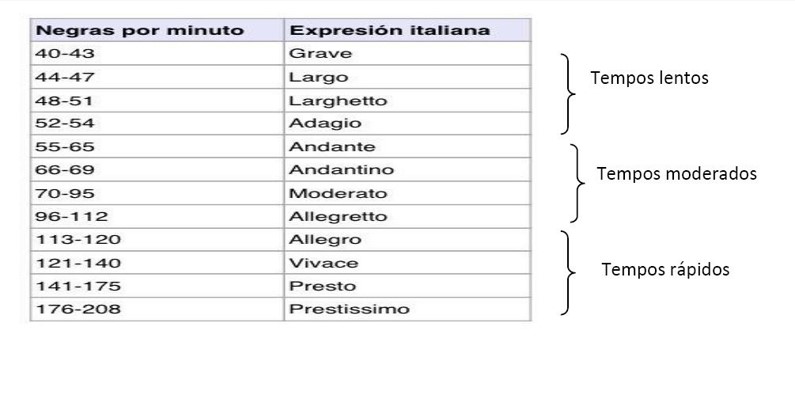 Negras por minuto Expresión italiana
40-43 Grave
44-47 Largo
48-51 Larghetto
52-54 Adagio
55-65 Andante
66-69 Andantino
70-95 Moderato
96-112 Allegretto
113-120 Allegro
121-140 Vivace
141-175 Presto
176-208 Prestissimo
Tempos lentos
Tempos moderados
Tempos rápidos